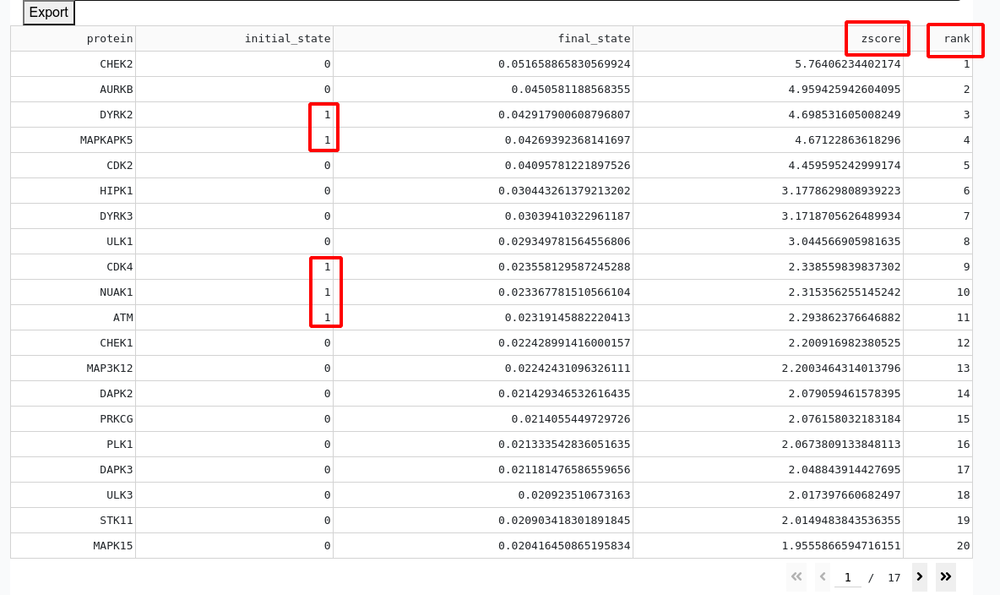 Export
protein initial_state final_state zscore rank
CHEK2 0 0.051658865830569924 5.76406234402174 1
AURKB 0 0.0450581188568355 4.959425942604095 2
DYRK2 1 0.042917900608796807 4.698531605008249 3
MAPKAPK5 1 0.04269392368141697 4.67122863618296 4
CDK2 0 0.04095781221897526 4.459595242999174 5
HIPK1 0 0.030443261379213202 3.1778629808939223 6
DYRK3 0 0.03039410322961187 3.1718705626489934 7
ULK1 0 0.029349781564556806 3.044566905981635 8
CDK4 1 0.023558129587245288 2.338559839837302 9
NUAK1 1 0.023367781510566104 2.315356255145242 10
ATM 1 0.02319145882220413 2.293862376646882 11
CHEK1 0 0.022428991416000157 2.200916982380525 12
MAP3K12 0 0.02242431096326111 2.2003464314013796 13
DAPK2 0 0.021429346532616435 2.079059461578395 14
PRKCG 0 0.0214055449729726 2.076158032183184 15
PLK1 0 0.021333542836051635 2.0673809133848113 16
DAPK3 0 0.021181476586559656 2.048843914427695 17
ULK3 0 0.020923510673163 2.017397660682497 18
STK11 0 0.020903418301891845 2.0149483843536355 19
MAPK15 0 0.020416450865195834 1.9555866594716151 20
1 / 17